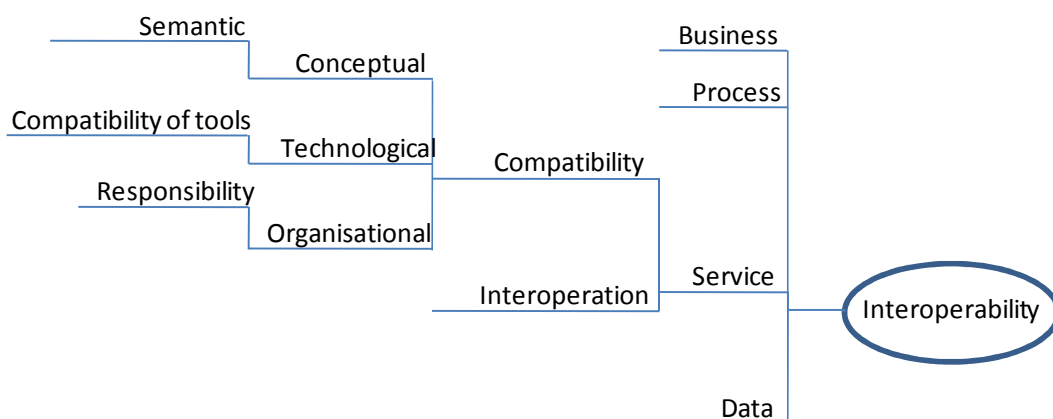 Semantic
Business
Conceptual
Process
Compatibility of tools
Technological
Compatibility
Responsibility
Organisational
Service
Interoperation
Interoperability
Data